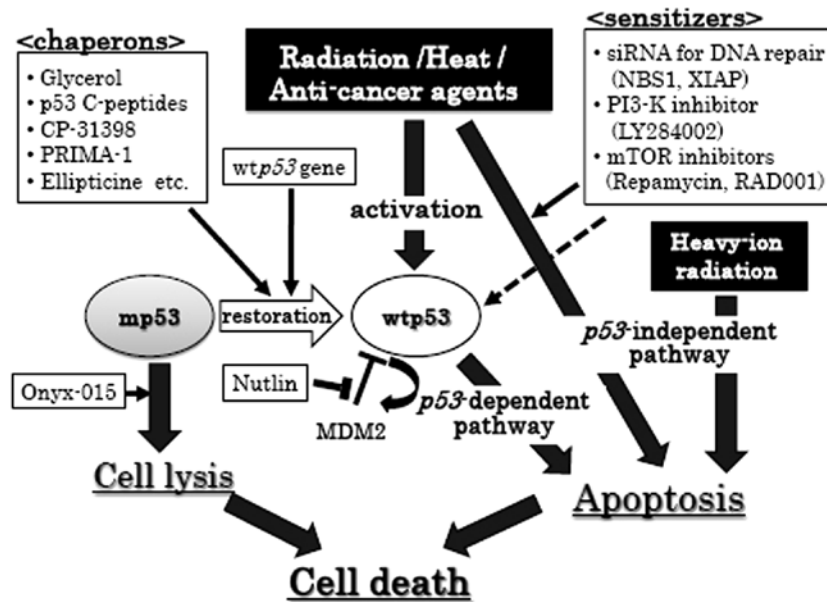 <chaperons>
• Glycerol
• p53 C-peptides
• CP-31398
• PRIMA-1
• Ellipticine etc.
Radiation /Heat /
Anti-cancer agents
<sensitizers>
• siRNA for DNA repair
(NBS1, XIAP)
• PI3-K inhibitor
(LY284002)
• mTOR inhibitors
(Repamycin, RAD001)
wtp53 gene
activation
Heavy-ion
radiation
mp53
restoration
wtp53
p53-independent
pathway
Onyx-015
Nutlin
MDM2
p53-dependent
pathway
Cell lysis
Apoptosis
Cell death